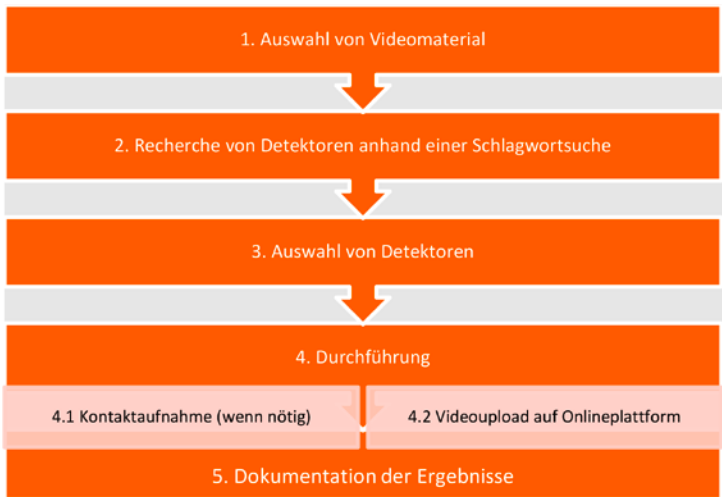 1. Auswahl von Videomaterial
2. Recherche von Detektoren anhand einer Schlagwortsuche
3. Auswahl von Detektoren
4. Durchführung
4.1 Kontaktaufnahme (wenn nötig)
4.2 Videoupload auf Onlineplattform
5. Dokumentation der Ergebnisse